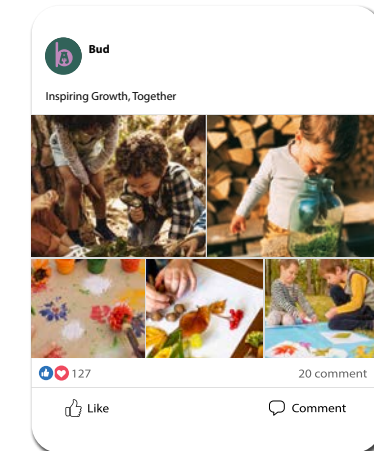 Bud
Inspiring Growth, Together
127
20 comment
Like
Comment